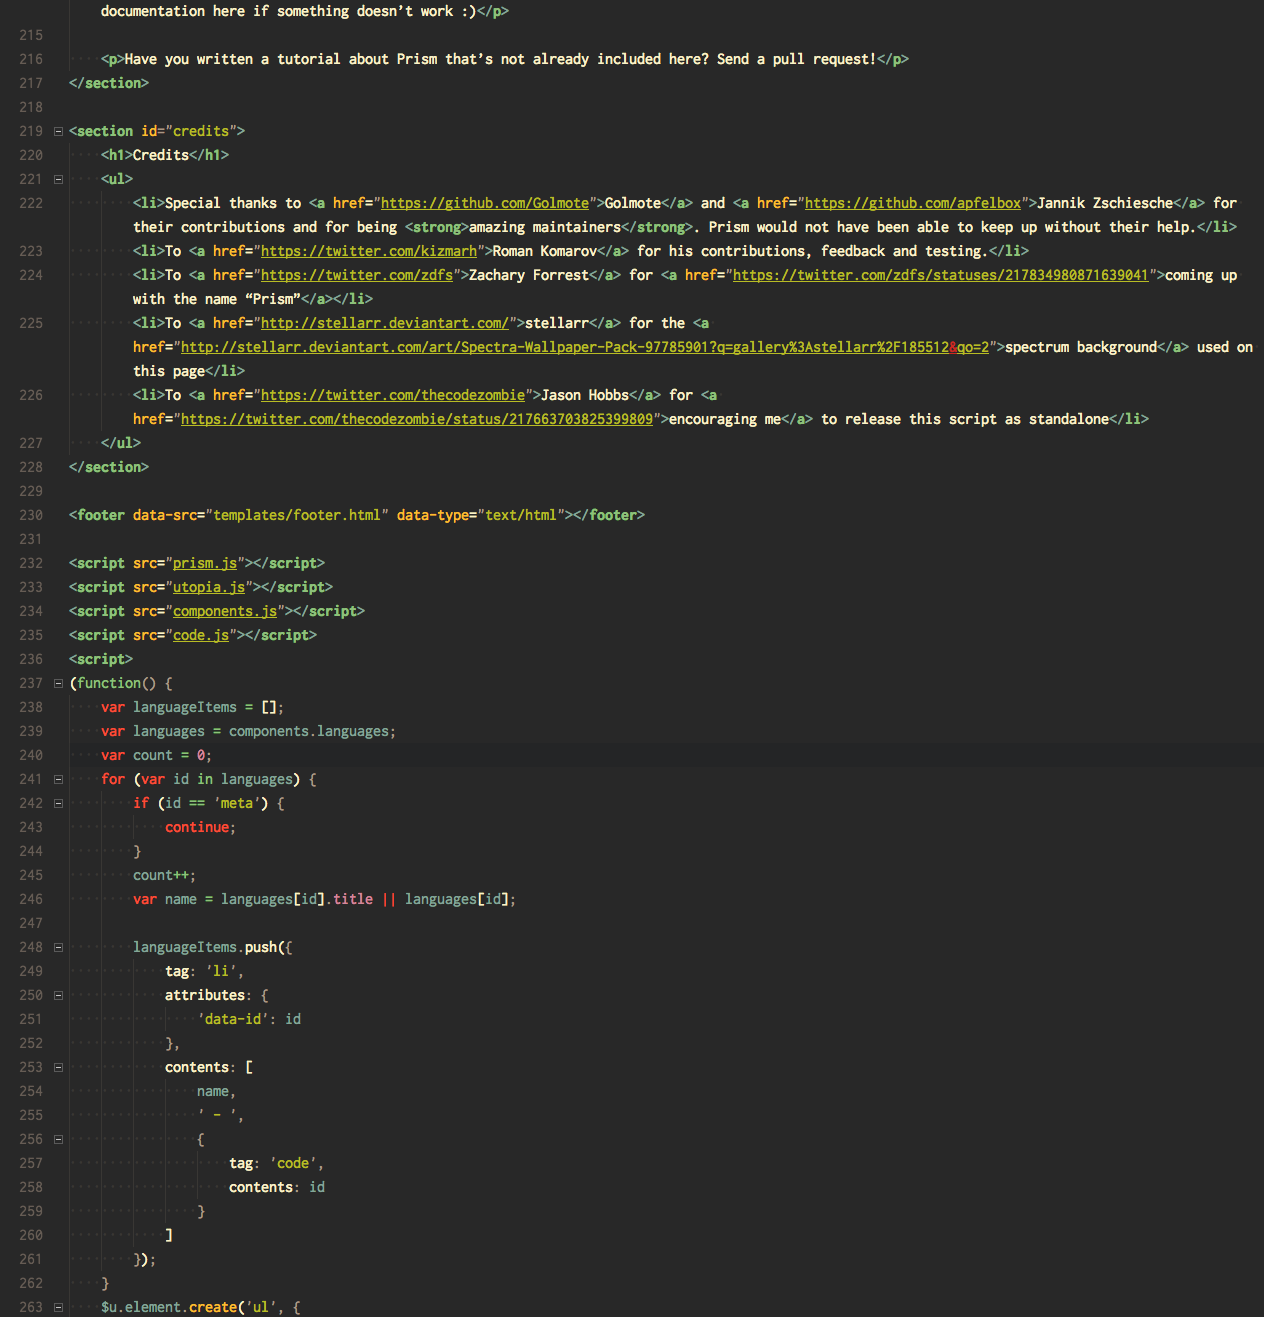 documentation here if something doesn’t work :)</p>
215
216 <p>Have you written a tutorial about Prism that’s not already included here? Send a pull request!</p>
217 </section>
218
219 <section id="credits">
220 <h1>Credits</h1>
221 <ul>
222 <li>Special thanks to <a href="https://github.com/Golmote">Golmote</a> and <a href="https://github.com/apfelbox">Jannik Zschiesche</a> for
their contributions and for being <strong>amazing maintainers</strong>. Prism would not have been able to keep up without their help.</li>
223 <li>To <a href="https://twitter.com/kizmarh">Roman Komarov</a> for his contributions, feedback and testing.</li>
224 <li>To <a href="https://twitter.com/zdfs">Zachary Forrest</a> for <a href="https://twitter.com/zdfs/statuses/217834980871639041">coming up
with the name “Prism”</a></li>
225 <li>To <a href="http://stellarr.deviantart.com/">stellarr</a> for the <a
href="http://stellarr.deviantart.com/art/Spectra-Wallpaper-Pack-97785901?q=gallery%3Astellarr%2F185512&qo=2">spectrum background</a> used on
this page</li>
226 <li>To <a href="https://twitter.com/thecodezombie">Jason Hobbs</a> for <a
href="https://twitter.com/thecodezombie/status/217663703825399809">encouraging me</a> to release this script as standalone</li>
227 </ul>
228 </section>
229
230 <footer data-src="templates/footer.html" data-type="text/html"></footer>
231
232 <script src="prism.js"></script>
233 <script src="utopia.js"></script>
234 <script src="components.js"></script>
235 <script src="code.js"></script>
236 <script>
237 (function() {
238 var languageItems = [];
239 var languages = components.languages;
240 var count = 0;
241 for (var id in languages) {
242 if (id == 'meta') {
243 continue;
244 }
245 count++;
246 var name = languages[id].title || languages[id];
247
248 languageItems.push({
249 tag: 'li',
250 attributes: {
251 'data-id': id
252 },
253 contents: [
254 name,
255 ' - ',
256 {
257 tag: 'code',
258 contents: id
259 }
260 ]
261 });
262 }
263 $u.element.create('ul', {